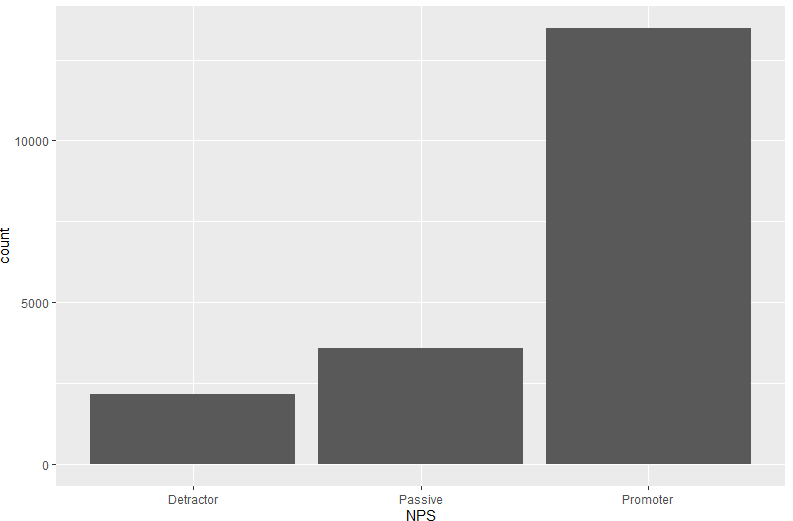 count
10000
5000
0
Detractor
Passive
Promoter
NPS